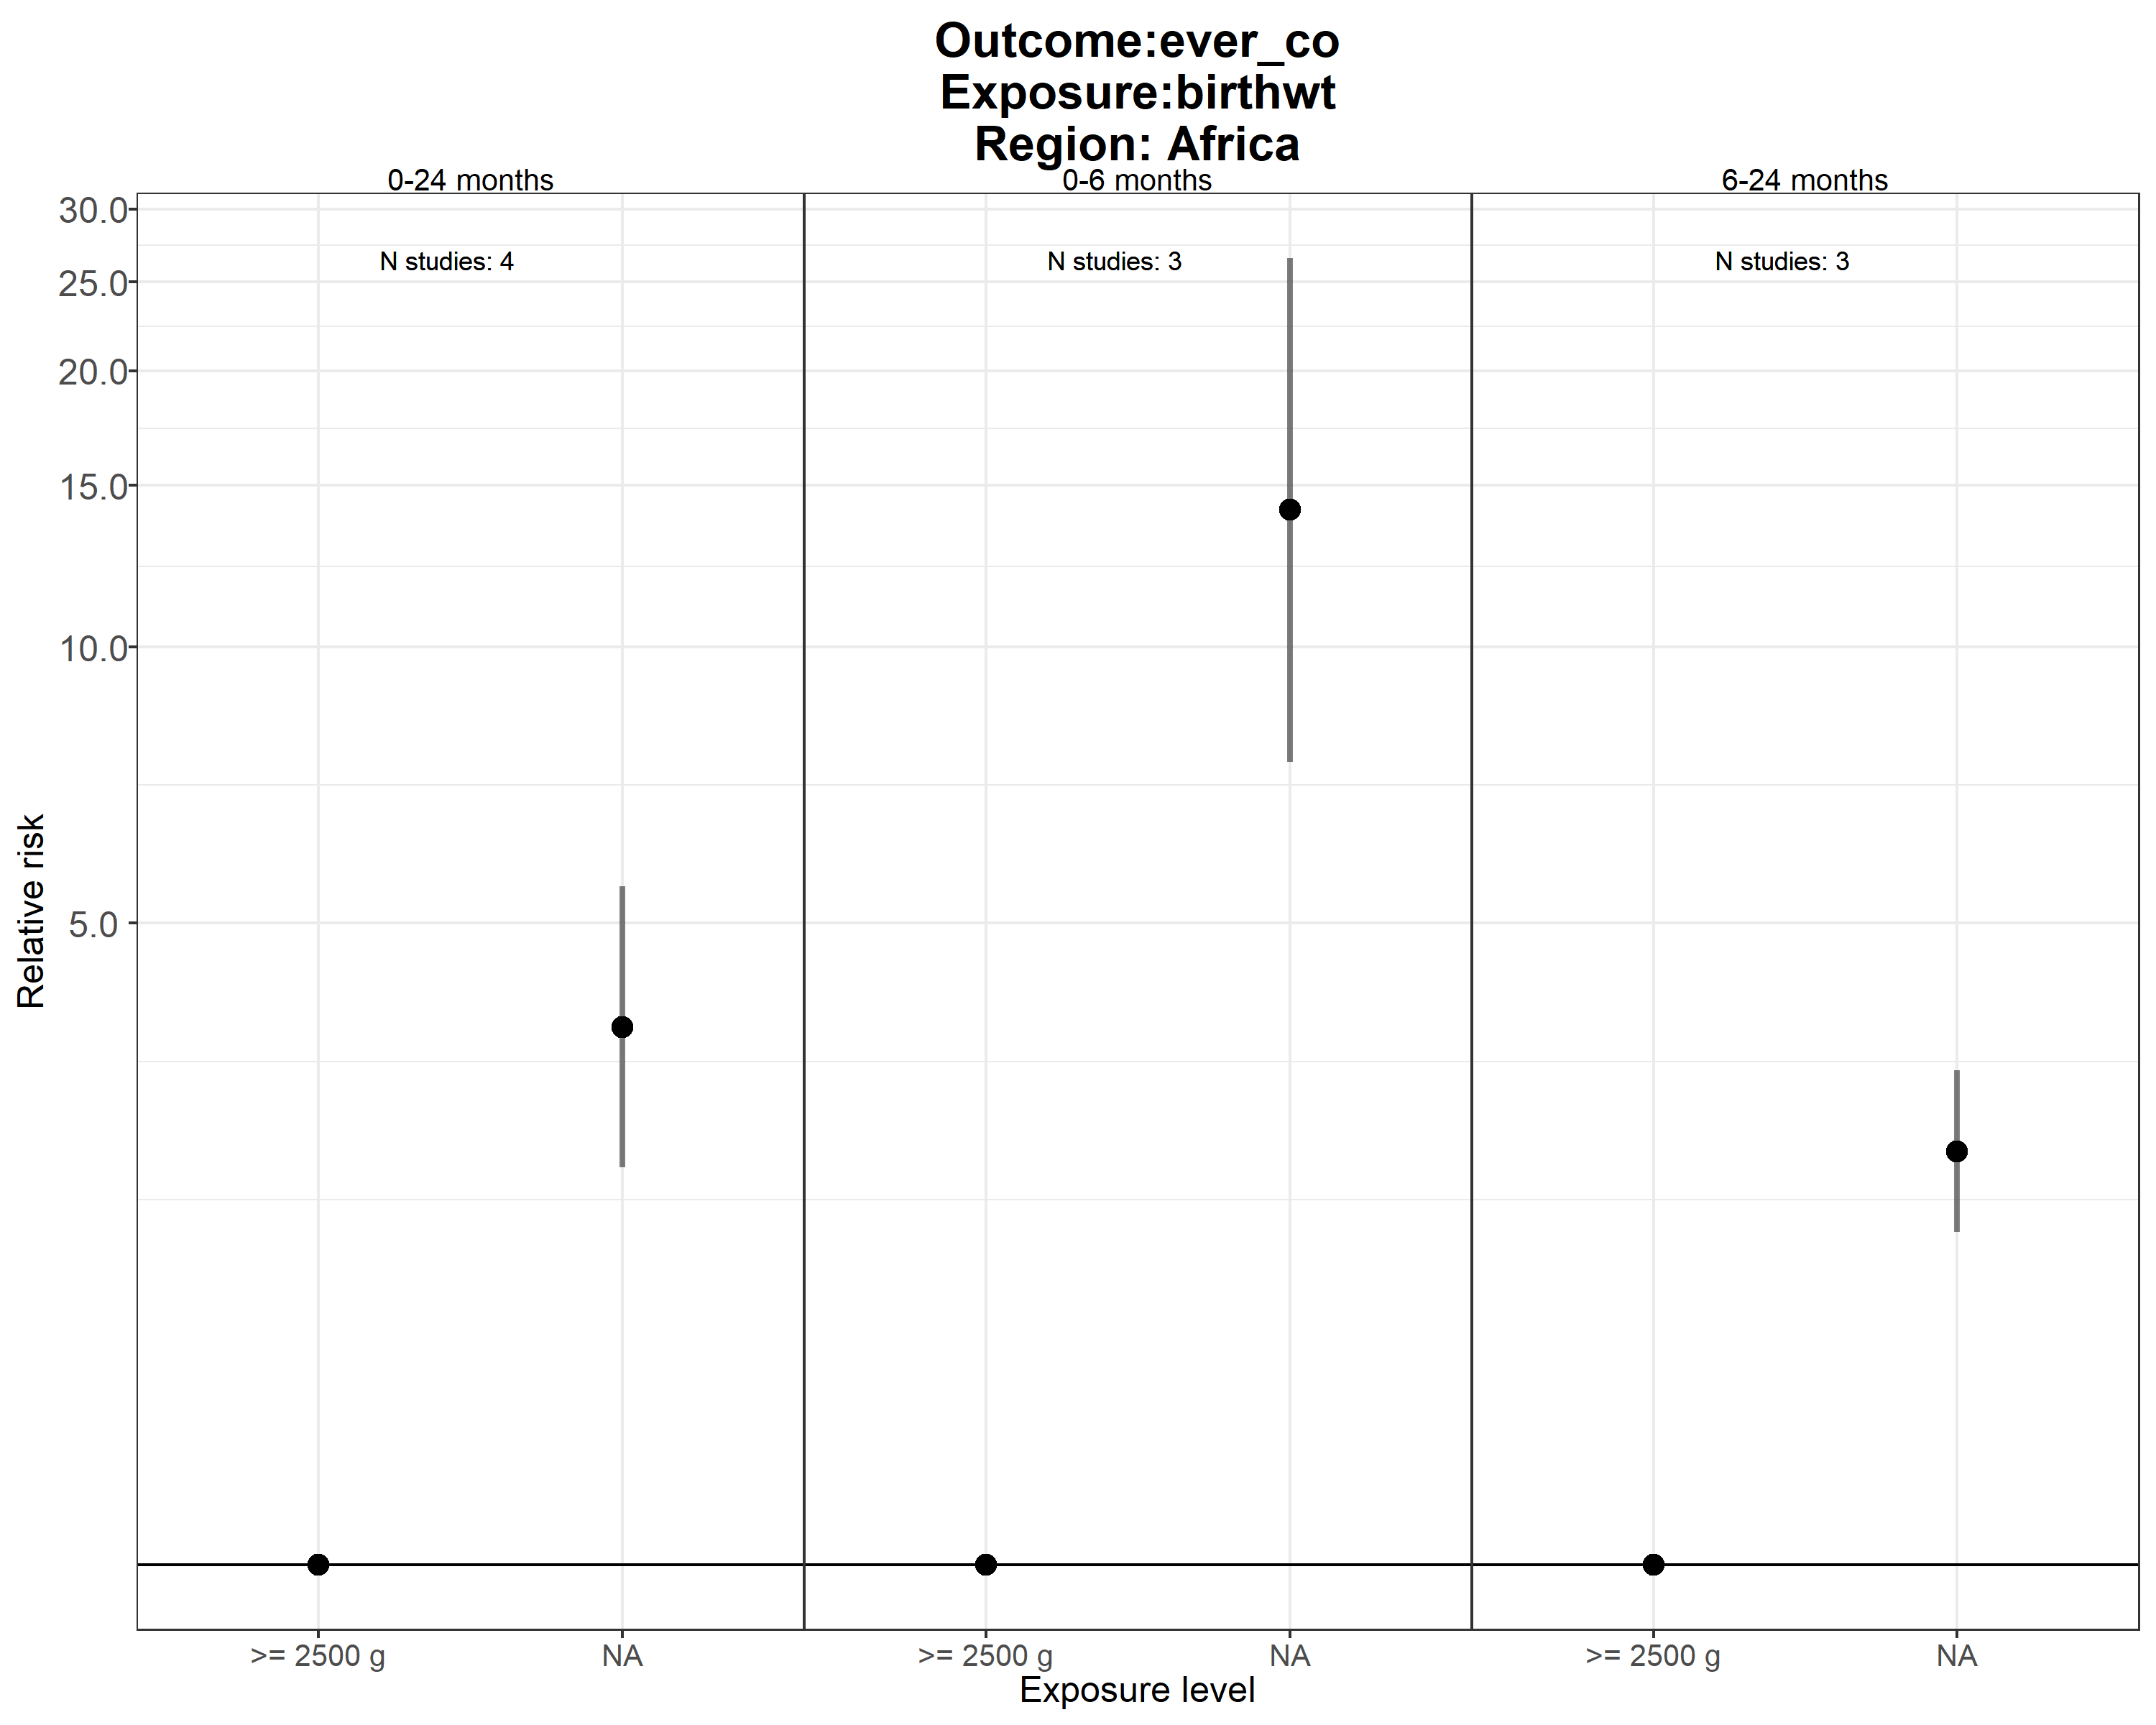 Outcome:ever_co
Exposure:birthwt
Region: Africa
0-24 months
0-6 months
6-24 months
N studies: 4
N studies: 3
N studies: 3
30.0
25.0
20.0
15.0
10.0
5.0
Relative risk
>= 2500 g
NA
>= 2500 g
NA
>= 2500 g
NA
Exposure level